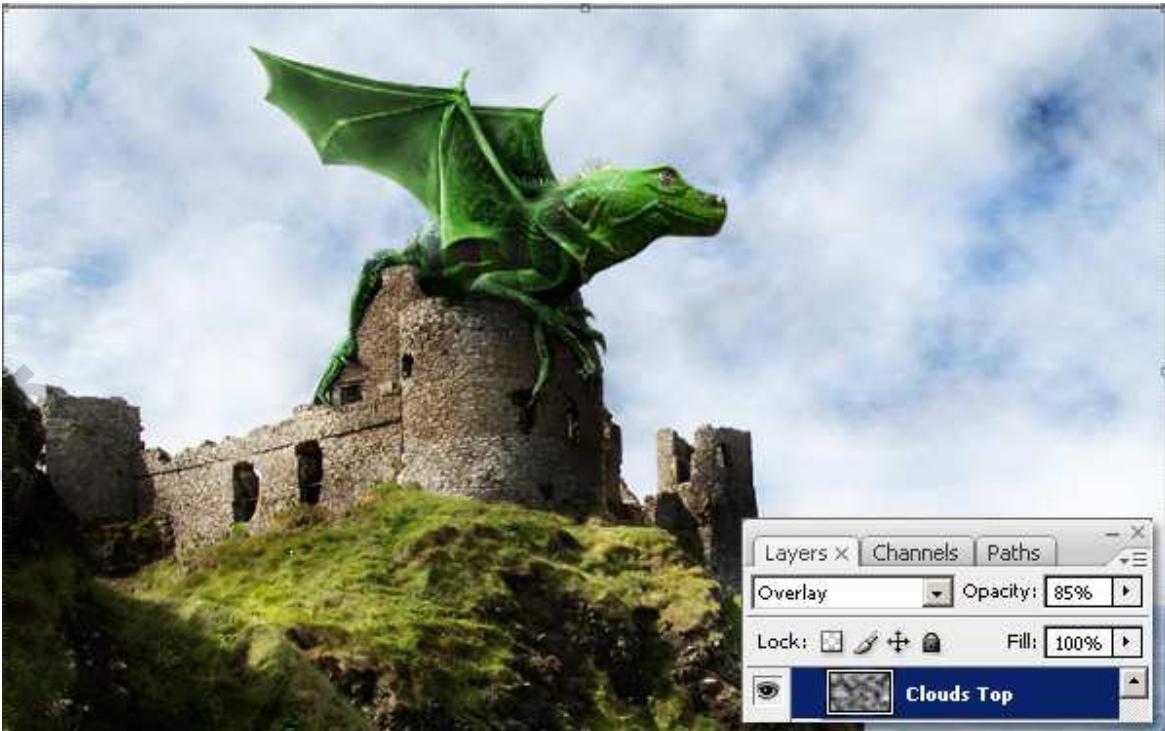 Layers × Channels Paths
Overlay Opacity: 85%
Lock: Fill: 100%
Clouds Top